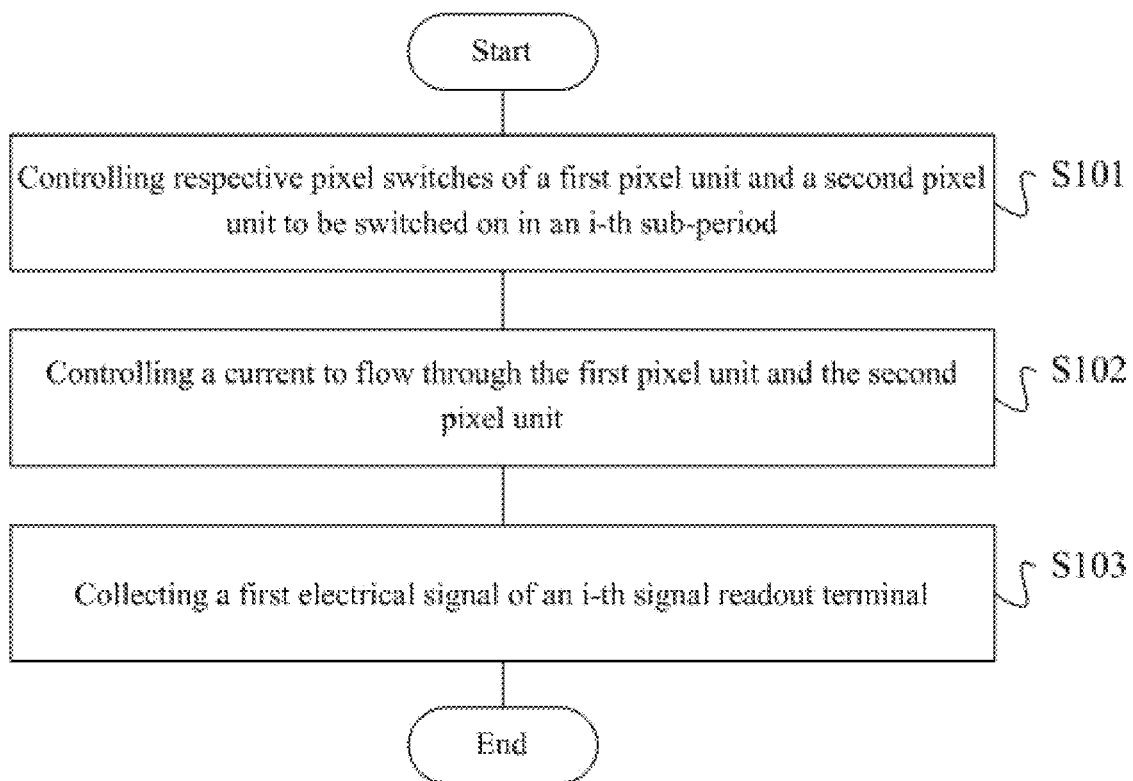 Start
Controlling respective pixel switches of a first pixel unit and a second pixel
unit to be switched on in an i-th sub-period
S101
Controlling a current to flow through the first pixel unit and the second
pixel unit
S102
Collecting a first electrical signal of an i-th signal readout terminal
S103
End